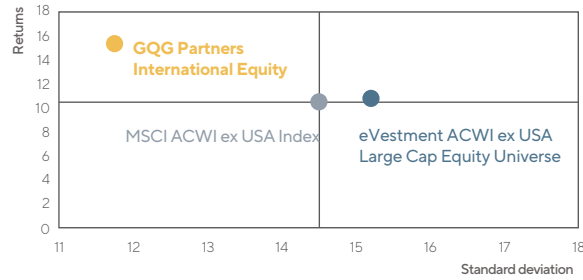 Returns
18
16
14
12
10
8
6
4
2
0
GQG Partners
International Equity
MSCI ACWI ex USA Index
eVestment ACWI ex USA
Large Cap Equity Universe
11 12 13 14 15 16 17 18
Standard deviation